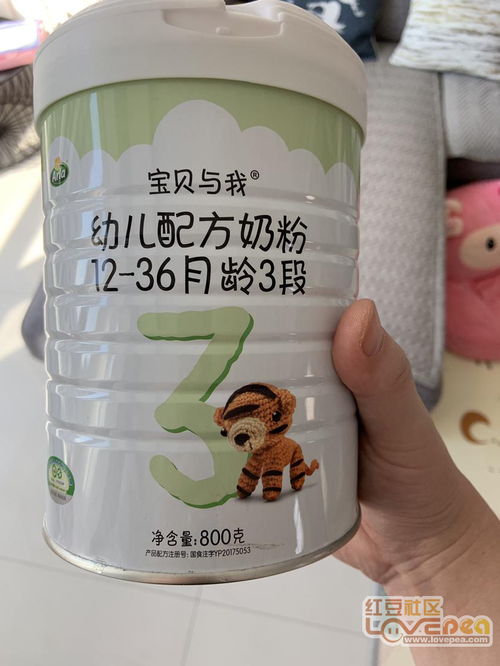 Arla
宝贝与我®
幼儿配方奶粉
12-36月龄3段
3
净含量:800克
产品配方注册号: 国食注字YP20175053
红豆社区
LOVEPea
www.lovepea.com